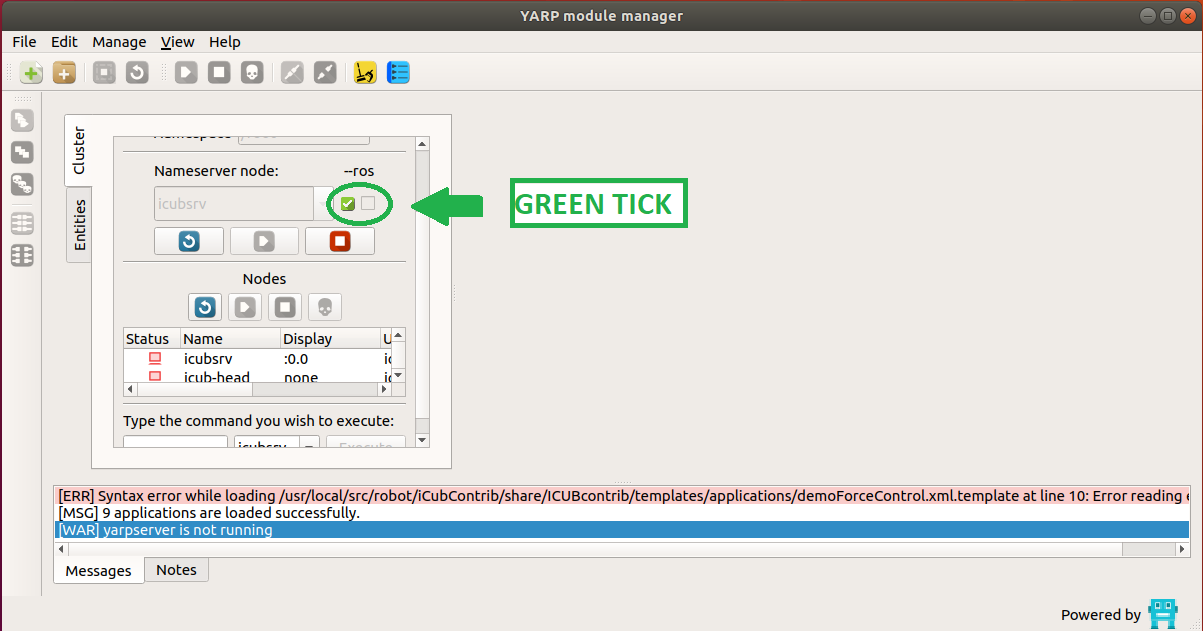 YARP module manager
File Edit Manage View Help
Cluster
Entities
Nameserver node: --ros
icubsrv
GREEN TICK
Nodes
Status Name Display
icubsrv :0.0
icub-head none
Type the command you wish to execute:
icubsrv Execute
[ERR] Syntax error while loading /usr/local/src/robot/iCubContrib/share/ICUBcontrib/templates/applications/demoForceControl.xml.template at line 10: Error reading
[MSG] 9 applications are loaded successfully.
[WAR] yarpserver is not running
Messages Notes
Powered by